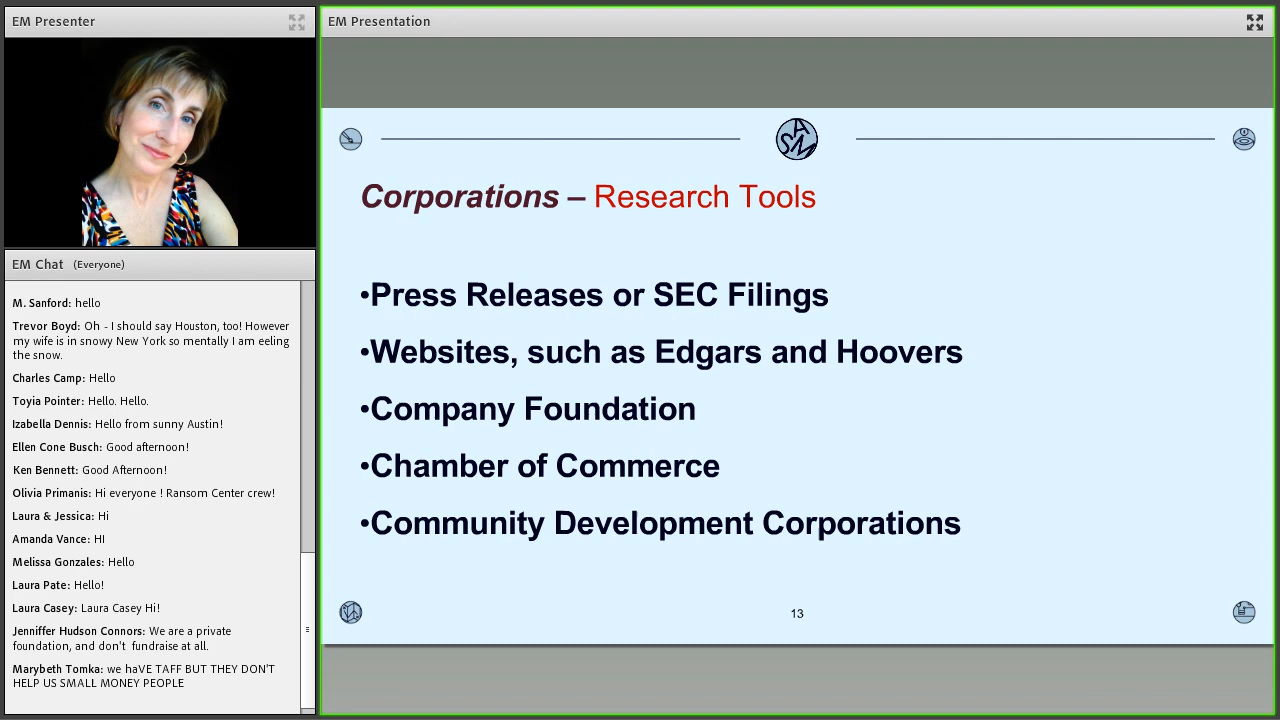 EM Presenter
EM Chat (Everyone)
M. Sanford: hello
Trevor Boyd: Oh - I should say Houston, too! However
my wife is in snowy New York so mentally I am eeling
the snow.
Charles Camp: Hello
Toyia Pointer: Hello. Hello.
Izabella Dennis: Hello from sunny Austin!
Ellen Cone Busch: Good afternoon!
Ken Bennett: Good Afternoon!
Olivia Primanis: Hi everyone ! Ransom Center crew!
Laura & Jessica: Hi
Amanda Vance: HI
Melissa Gonzales: Hello
Laura Pate: Hello!
Laura Casey: Laura Casey Hi!
Jenniffer Hudson Connors: We are a private
foundation, and don't fundraise at all.
Marybeth Tomka: we haVE TAFF BUT THEY DON'T
HELP US SMALL MONEY PEOPLE
EM Presentation
ASM
Corporations – Research Tools
•Press Releases or SEC Filings
•Websites, such as Edgars and Hoovers
•Company Foundation
•Chamber of Commerce
•Community Development Corporations
13